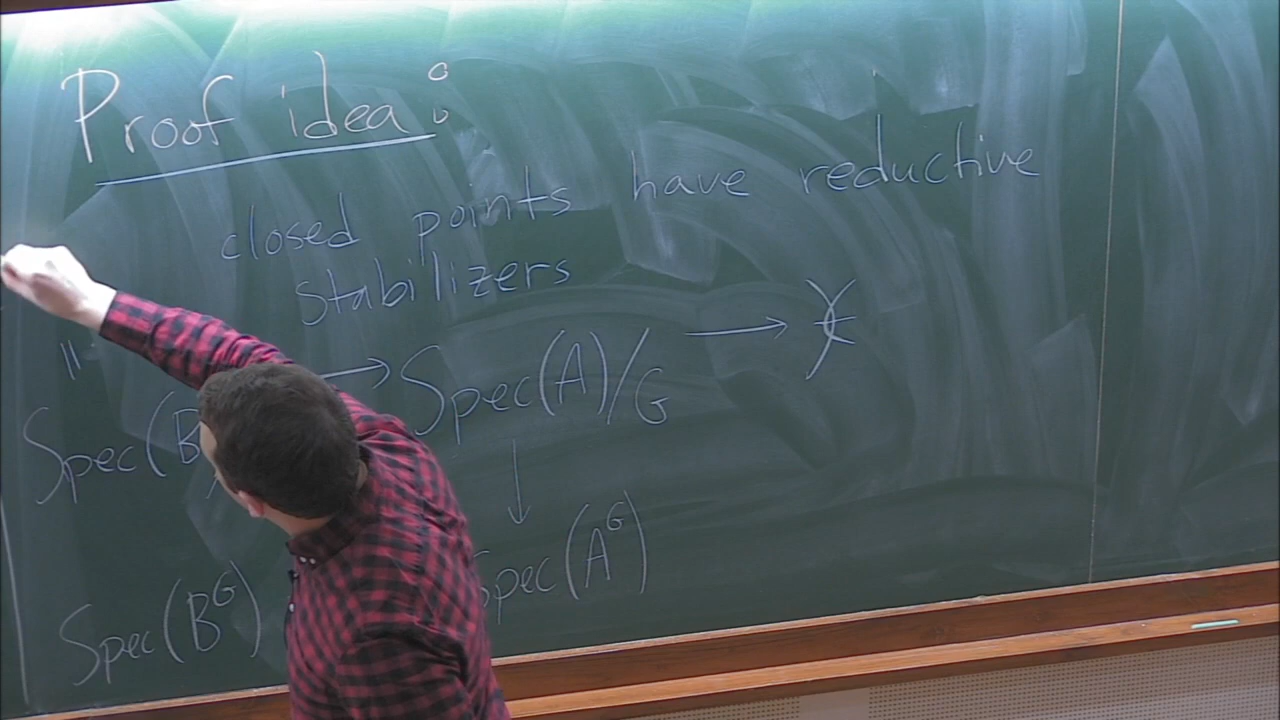 Proof idea:
closed points have reductive
stabilizers
"
Spec(B → Spec(A)/G → 𝒳
↓
Spec(B^G) Spec(A^G)